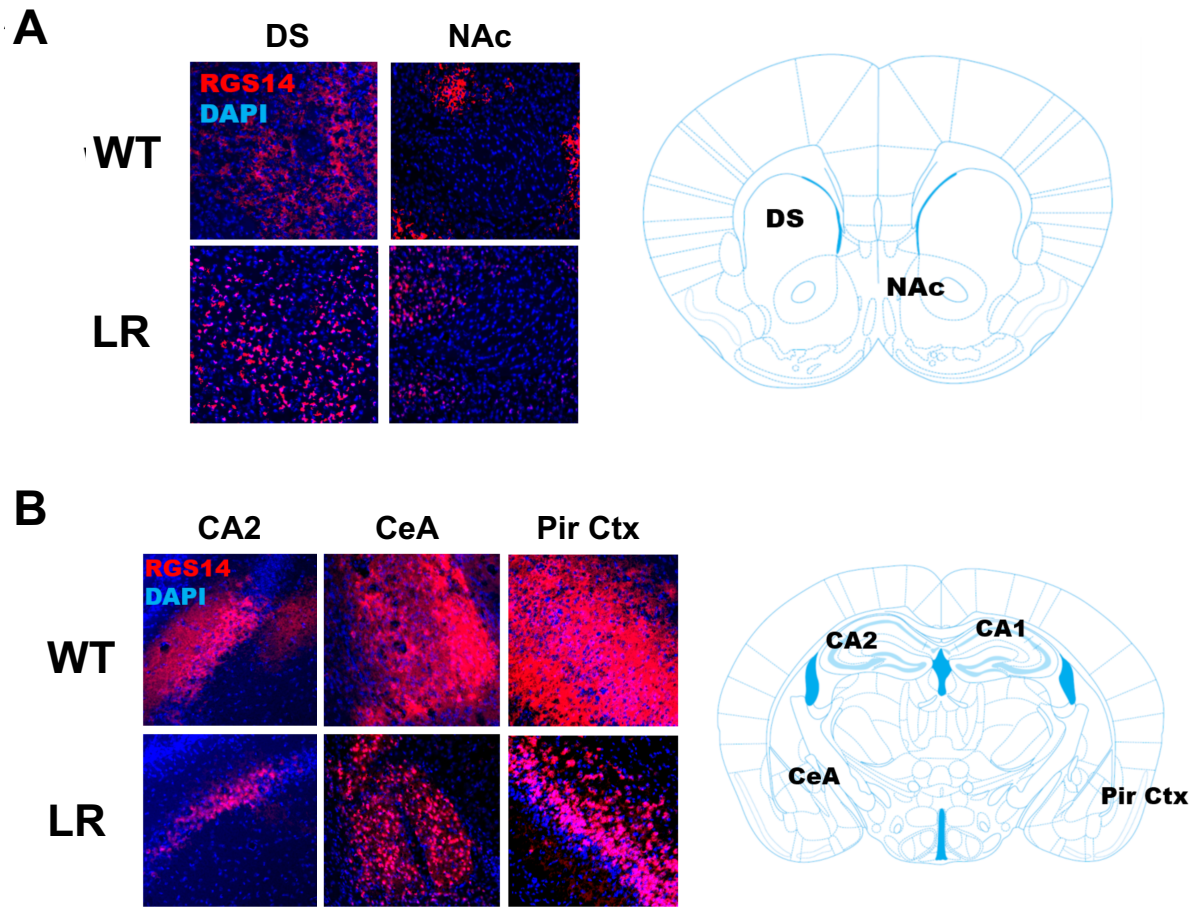 A
DS NAc
RGS14
DAPI
WT
LR
DS
NAc
B
CA2 CeA Pir Ctx
RGS14
DAPI
WT
LR
CA2
CA1
CeA
Pir Ctx